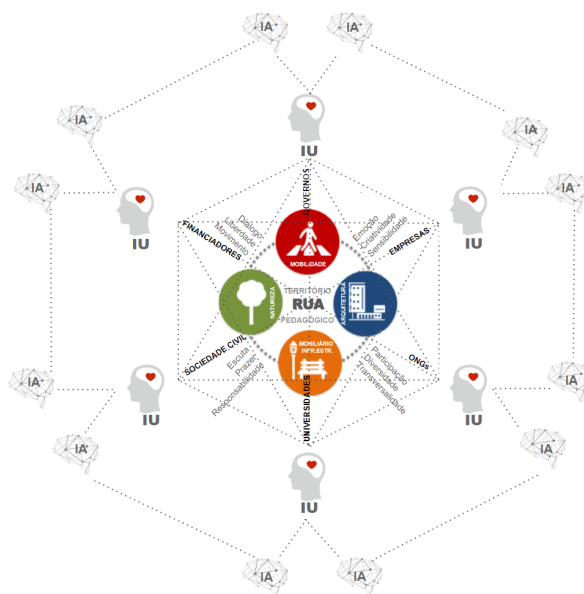 IA
IA
IA
IA
IU
IA
IA
IU
IU
GOVERNOS
FINANCIADORES
EMPRESAS
Dialogo
Liberdade
Movimento
Emoção
Criatividade
Sensibilidade
MOBILIDADE
NATUREZA
TERRITÓRIO
RUA
PEDAGÓGICO
ARQUITETURA
MOBILIÁRIO
INFR.ESTR.
SOCIEDADE CIVIL
ONGs
Escuta
Prazer
Responsabilidade
Participação
Diversidade
Transversalidade
UNIVERSIDADES
IA
IA
IU
IU
IA
IA
IU
IA
IA